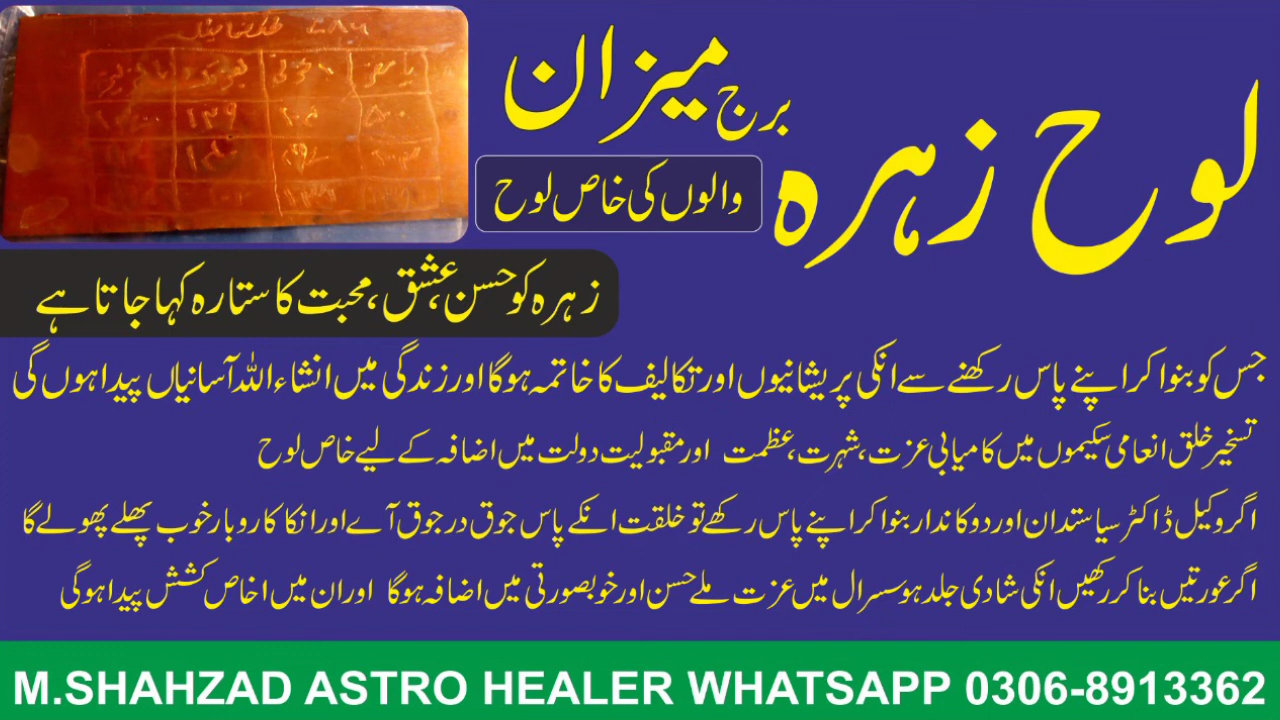 لوح زہرہ برج میزان
والوں کی خاص لوح
زہرہ کو حسن، عشق، محبت کا ستارہ کہا جاتا ہے
جس کو بنوا کر اپنے پاس رکھنے سے انکی پریشانیوں اور تکالیف کا خاتمہ ہوگا اور زندگی میں انشاءاللہ آسانیاں پیدا ہوں گی
تسخیر خلق انعامی سکیموں میں کامیابی عزت، شہرت، عظمت اور مقبولیت دولت میں اضافہ کے لیے خاص لوح
اگر وکیل ڈاکٹر سیاستدان اور دوکاندار بنوا کر اپنے پاس رکھے تو خلقت انکے پاس جوق در جوق آے اور انکا کاروبار خوب پھلے پھولے گا
اگر عورتیں بنا کر رکھیں انکی شادی جلد ہو سسرال میں عزت ملے حسن اور خوبصورتی میں اضافہ ہوگا اور ان میں اخاص کشش پیدا ہوگی
M.SHAHZAD ASTRO HEALER WHATSAPP 0306-8913362